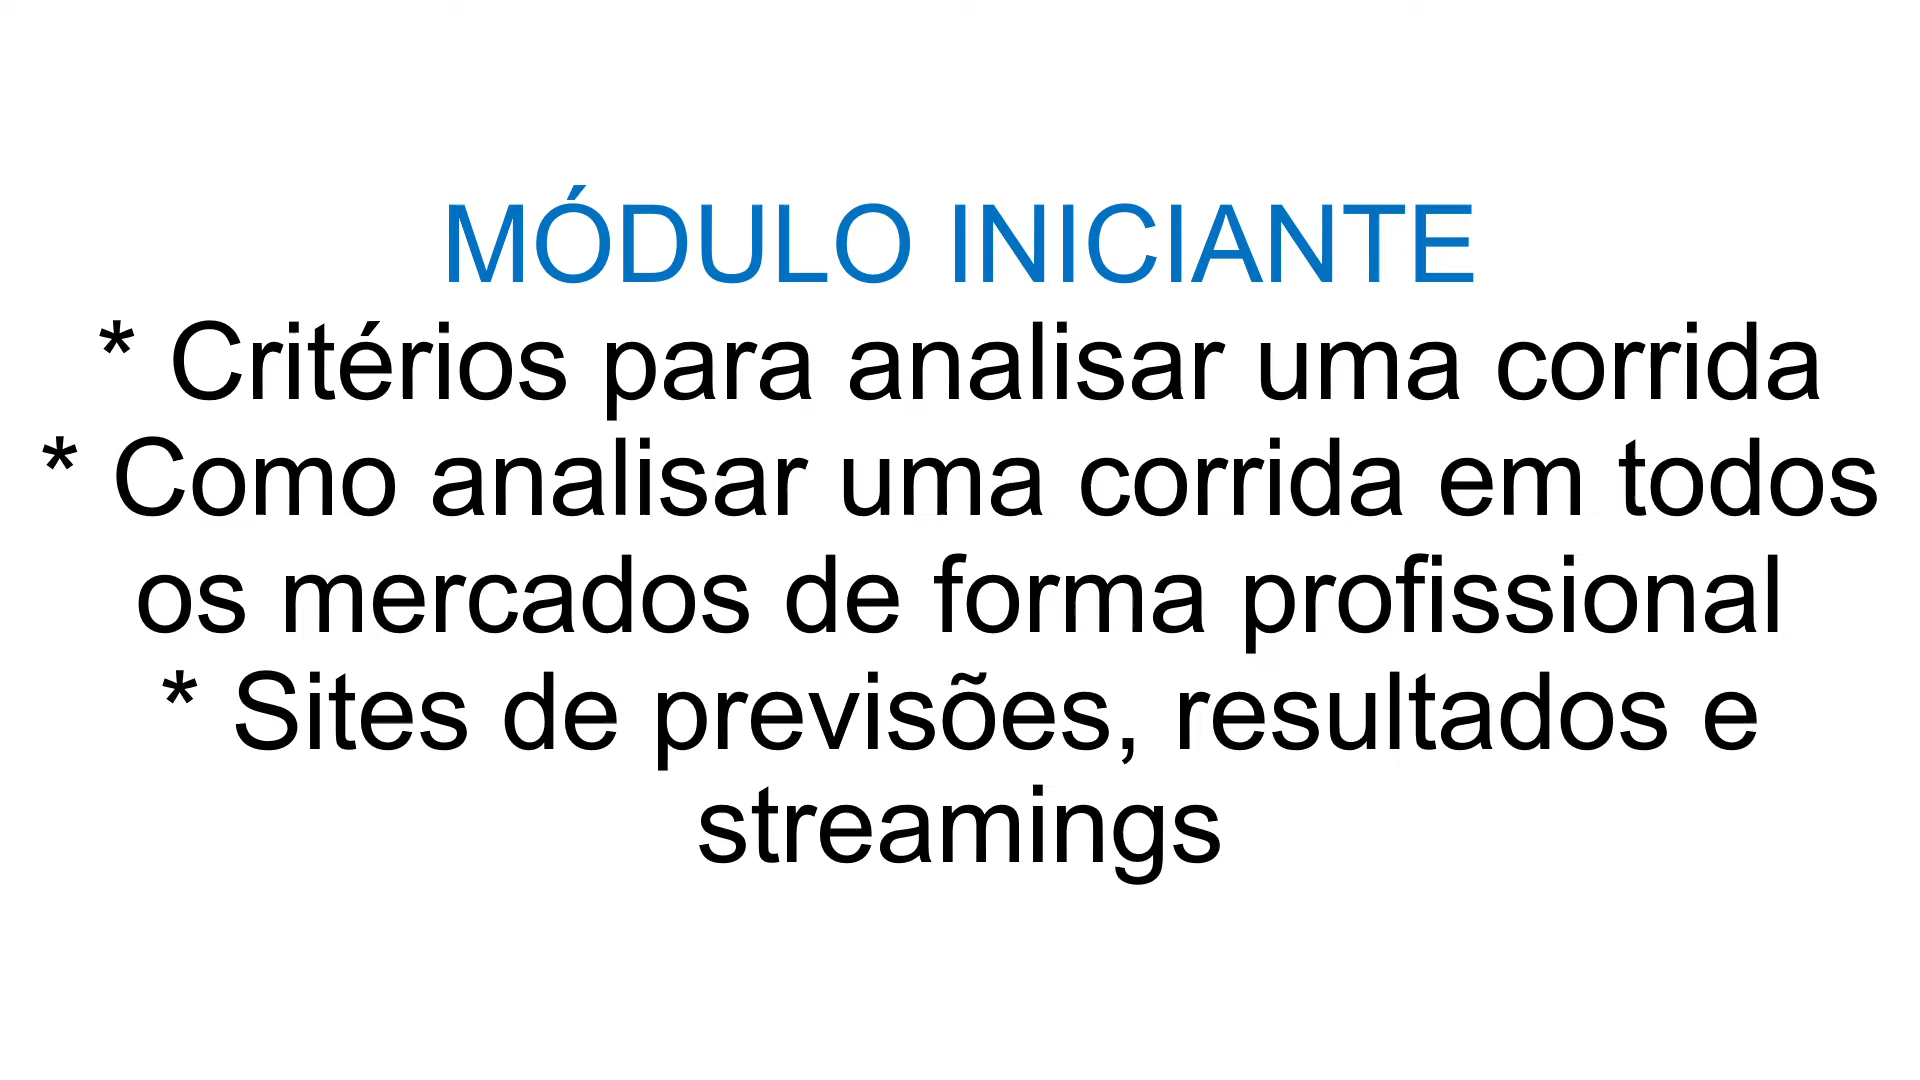 MÓDULO INICIANTE
* Critérios para analisar uma corrida
* Como analisar uma corrida em todos
os mercados de forma profissional
* Sites de previsões, resultados e
streamings